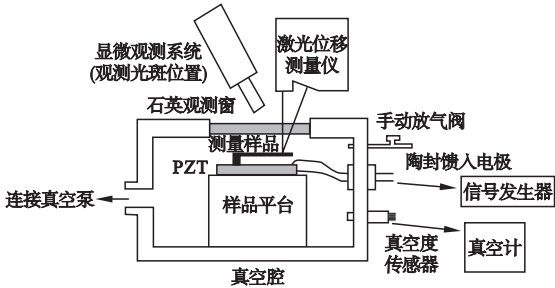 显微观测系统
(观测光斑位置)
激光位移
测量仪
石英观测窗
手动放气阀
测量样品
陶封馈入电极
PZT
信号发生器
连接真空泵
样品平台
真空度
传感器
真空计
真空腔